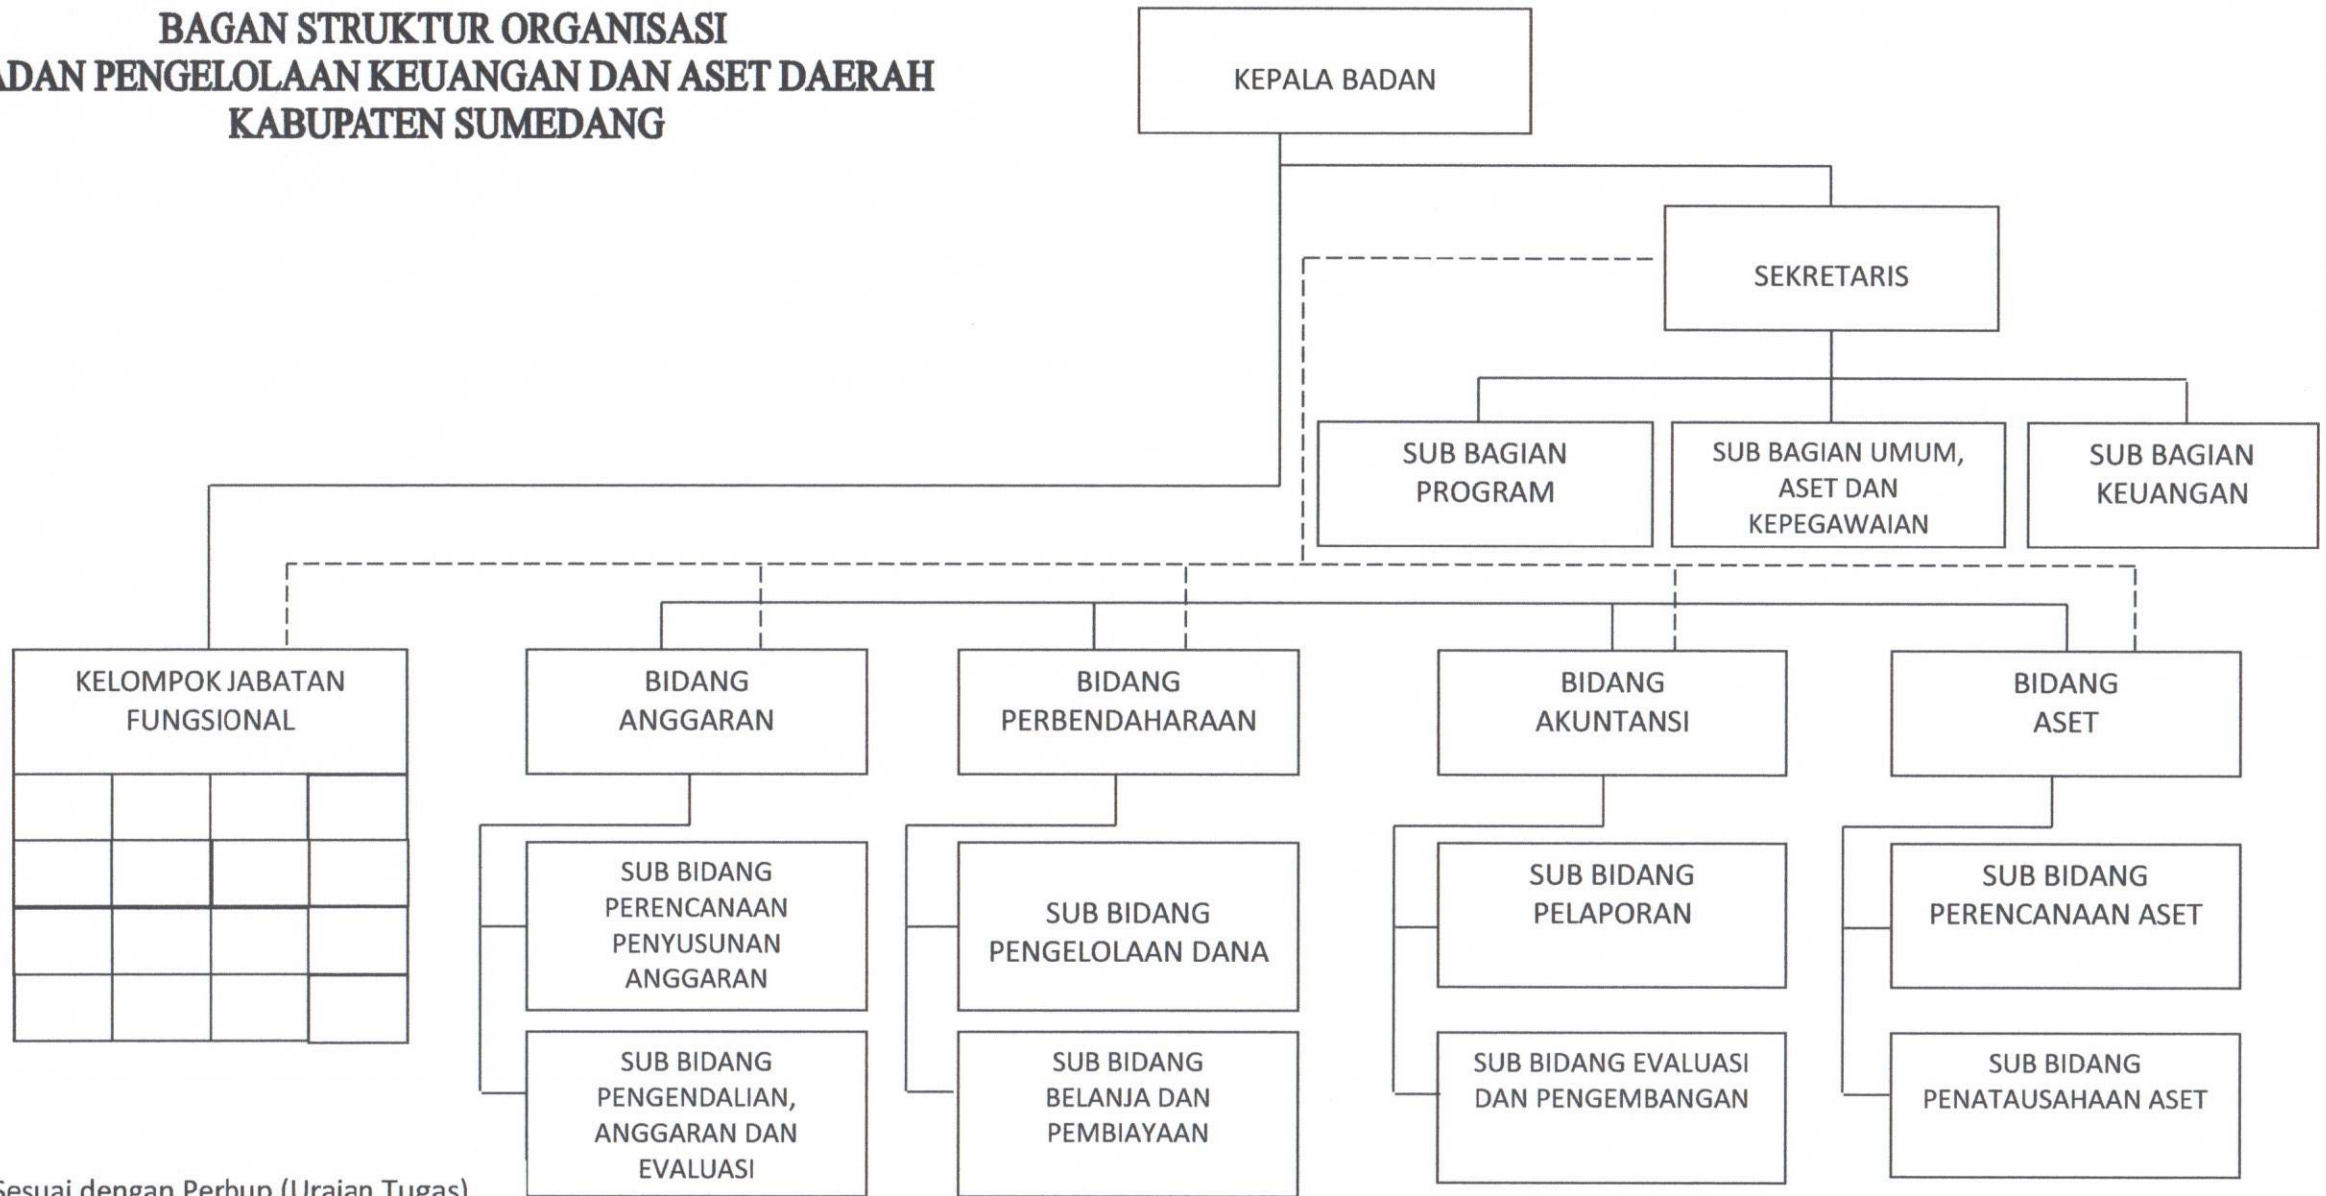 BAGAN STRUKTUR ORGANISASI
ADAN PENGELOLAAN KEUANGAN DAN ASET DAERAH
KABUPATEN SUMEDANG
KEPALA BADAN
SEKRETARIS
SUB BAGIAN
PROGRAM
SUB BAGIAN UMUM,
ASET DAN
KEPEGAWAIAN
SUB BAGIAN
KEUANGAN
KELOMPOK JABATAN
FUNGSIONAL
BIDANG
ANGGARAN
BIDANG
PERBENDAHARAAN
BIDANG
AKUNTANSI
BIDANG
ASET
SUB BIDANG
PERENCANAAN
PENYUSUNAN
ANGGARAN
SUB BIDANG
PENGELOLAAN DANA
SUB BIDANG
PELAPORAN
SUB BIDANG
PERENCANAAN ASET
SUB BIDANG
PENGENDALIAN,
ANGGARAN DAN
EVALUASI
SUB BIDANG
BELANJA DAN
PEMBIAYAAN
SUB BIDANG EVALUASI
DAN PENGEMBANGAN
SUB BIDANG
PENATAUSAHAAN ASET
Sesuai dengan Perbup (Uraian Tugas)